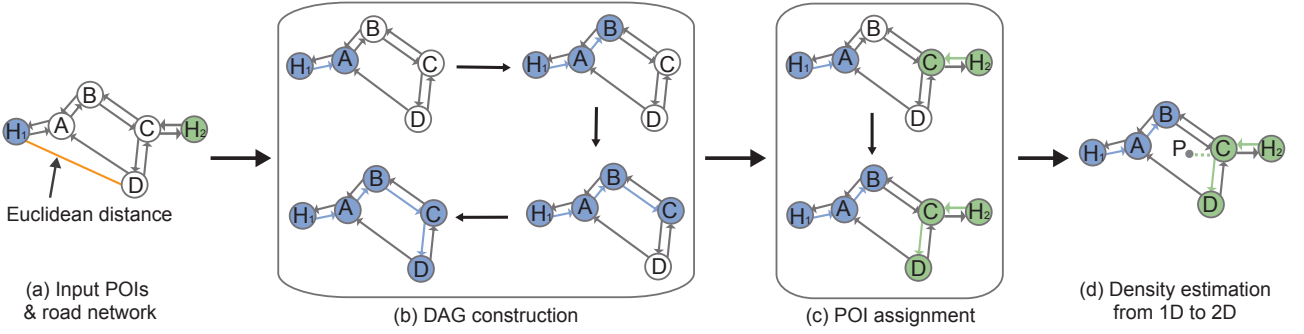 B
A
C
H1
H2
D
Euclidean distance
(a) Input POIs
& road network
B
H1
A
C
D
B
H1
A
C
D
B
H1
A
C
D
B
H1
A
C
D
(b) DAG construction
B
H1
A
C
H2
D
B
H1
A
C
H2
D
(c) POI assignment
B
H1
A
P
C
H2
D
(d) Density estimation
from 1D to 2D